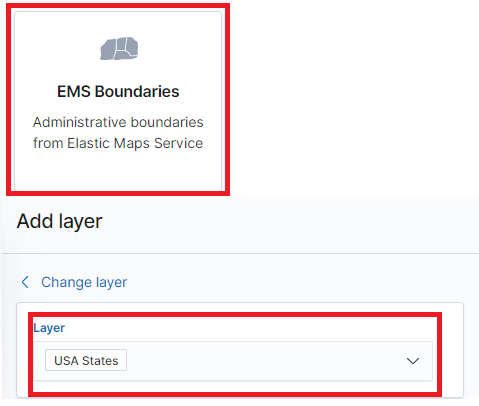 EMS Boundaries
Administrative boundaries
from Elastic Maps Service
Add layer
Change layer
Layer
USA States